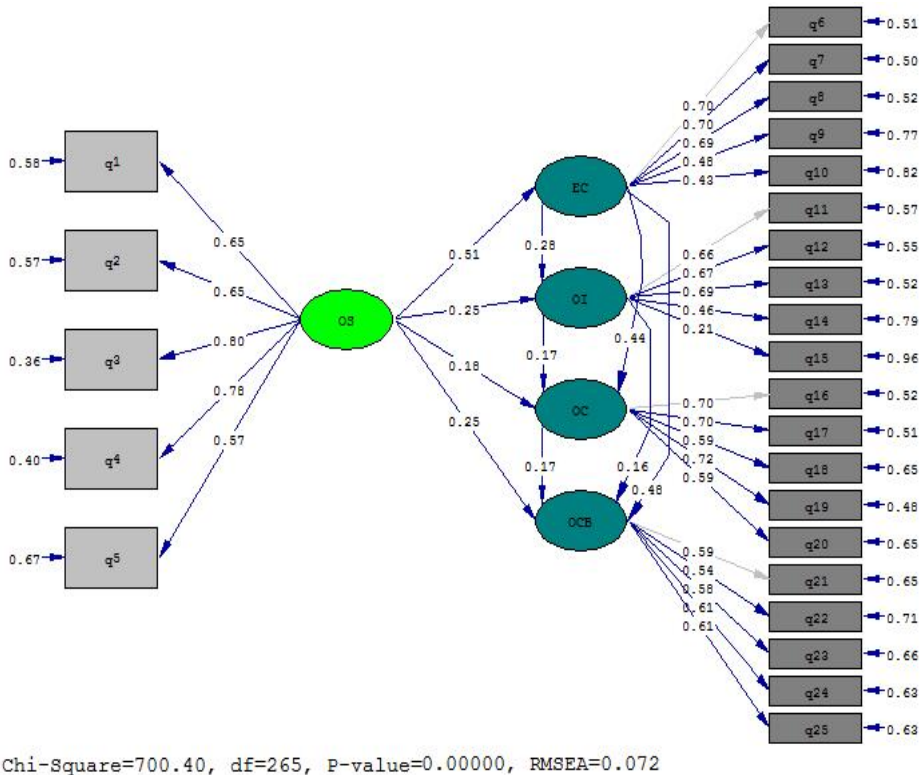 q6
0.51
q7
0.50
q8
0.52
q9
0.77
q10
0.82
q11
0.57
q12
0.55
q13
0.52
q14
0.79
q15
0.96
q16
0.52
q17
0.51
q18
0.65
q19
0.48
q20
0.65
q21
0.65
q22
0.71
q23
0.66
q24
0.63
q25
0.63
0.58
q1
0.57
q2
0.36
q3
0.40
q4
0.67
q5
0.65
0.65
0.80
0.78
0.57
OS
0.51
0.25
0.18
0.25
EC
0.28
OI
0.17
OC
0.17
OCB
0.44
0.16
0.48
0.70
0.70
0.69
0.48
0.43
0.66
0.67
0.69
0.46
0.21
0.70
0.70
0.59
0.72
0.59
0.59
0.54
0.58
0.61
0.61
Chi-Square=700.40, df=265, P-value=0.00000, RMSEA=0.072